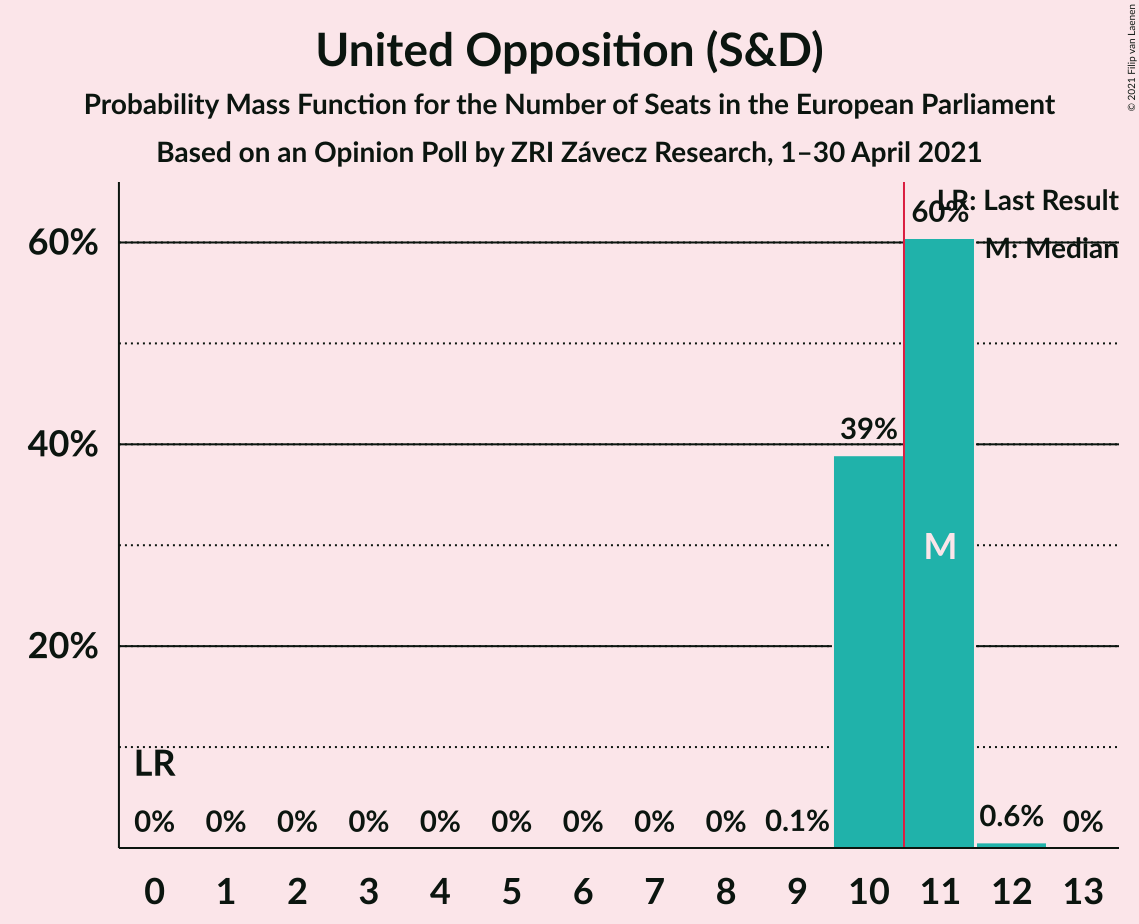 United Opposition (S&D)
Probability Mass Function for the Number of Seats in the European Parliament
Based on an Opinion Poll by ZRI Závecz Research, 1–30 April 2021
© 2021 Filip van Laenen
LR: Last Result
M: Median
60%
40%
20%
60%
39%
M
LR
0% 0% 0% 0% 0% 0% 0% 0% 0% 0.1% 0.6% 0%
0 1 2 3 4 5 6 7 8 9 10 11 12 13